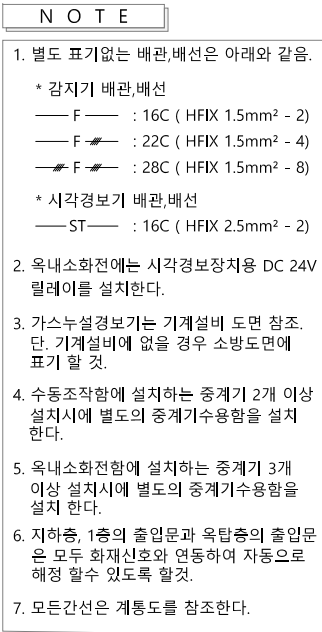 N O T E
1. 별도 표기없는 배관,배선은 아래와 같음.
* 감지기 배관,배선
F : 16C ( HFIX 1.5mm² - 2)
F : 22C ( HFIX 1.5mm² - 4)
F : 28C ( HFIX 1.5mm² - 8)
* 시각경보기 배관,배선
ST : 16C ( HFIX 2.5mm² - 2)
2. 옥내소화전에는 시각경보장치용 DC 24V
릴레이를 설치한다.
3. 가스누설경보기는 기계설비 도면 참조.
단. 기계설비에 없을 경우 소방도면에
표기 할 것.
4. 수동조작함에 설치하는 중계기 2개 이상
설치시에 별도의 중계기수용함을 설치
한다.
5. 옥내소화전함에 설치하는 중계기 3개
이상 설치시에 별도의 중계기수용함을
설치 한다.
6. 지하층, 1층의 출입문과 옥탑층의 출입문
은 모두 화재신호와 연동하여 자동으로
해정 할수 있도록 할것.
7. 모든간선은 계통도를 참조한다.